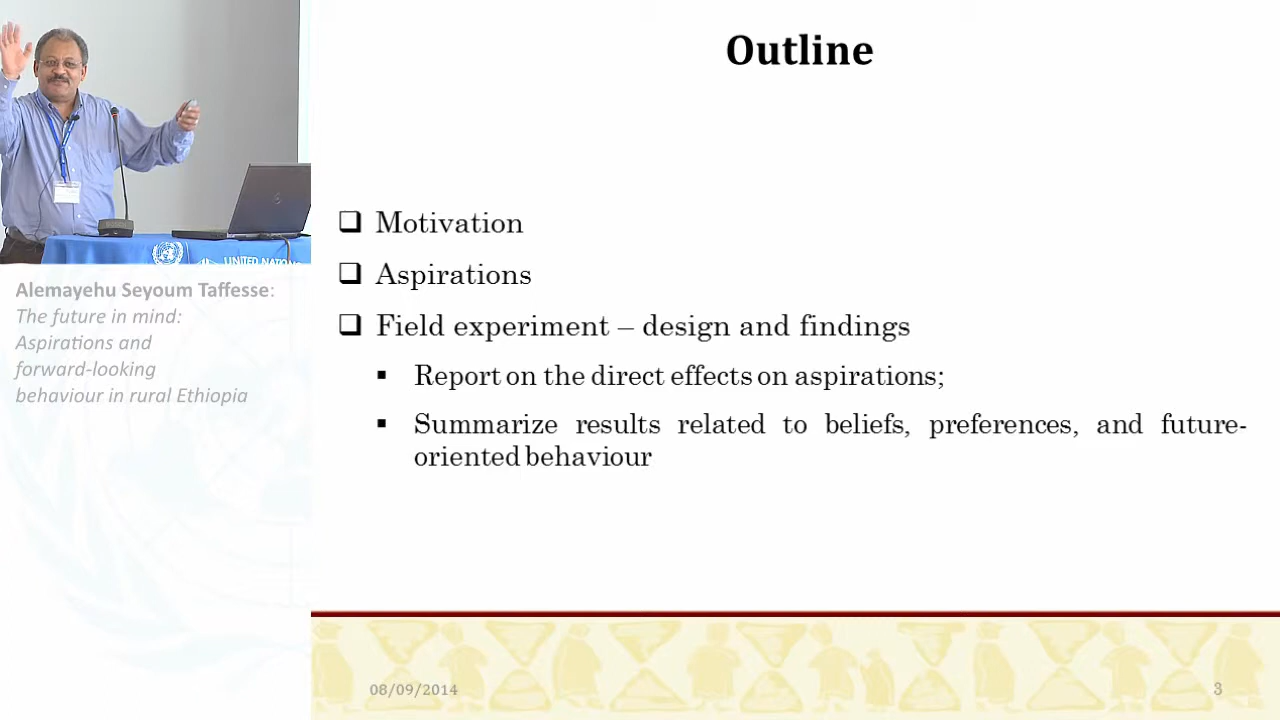 Outline
UNITED NATIONS
Alemayehu Seyoum Taffesse:
The future in mind:
Aspirations and
forward-looking
behaviour in rural Ethiopia
❑ Motivation
❑ Aspirations
❑ Field experiment – design and findings
▪ Report on the direct effects on aspirations;
▪ Summarize results related to beliefs, preferences, and future-
oriented behaviour
08/09/2014
3